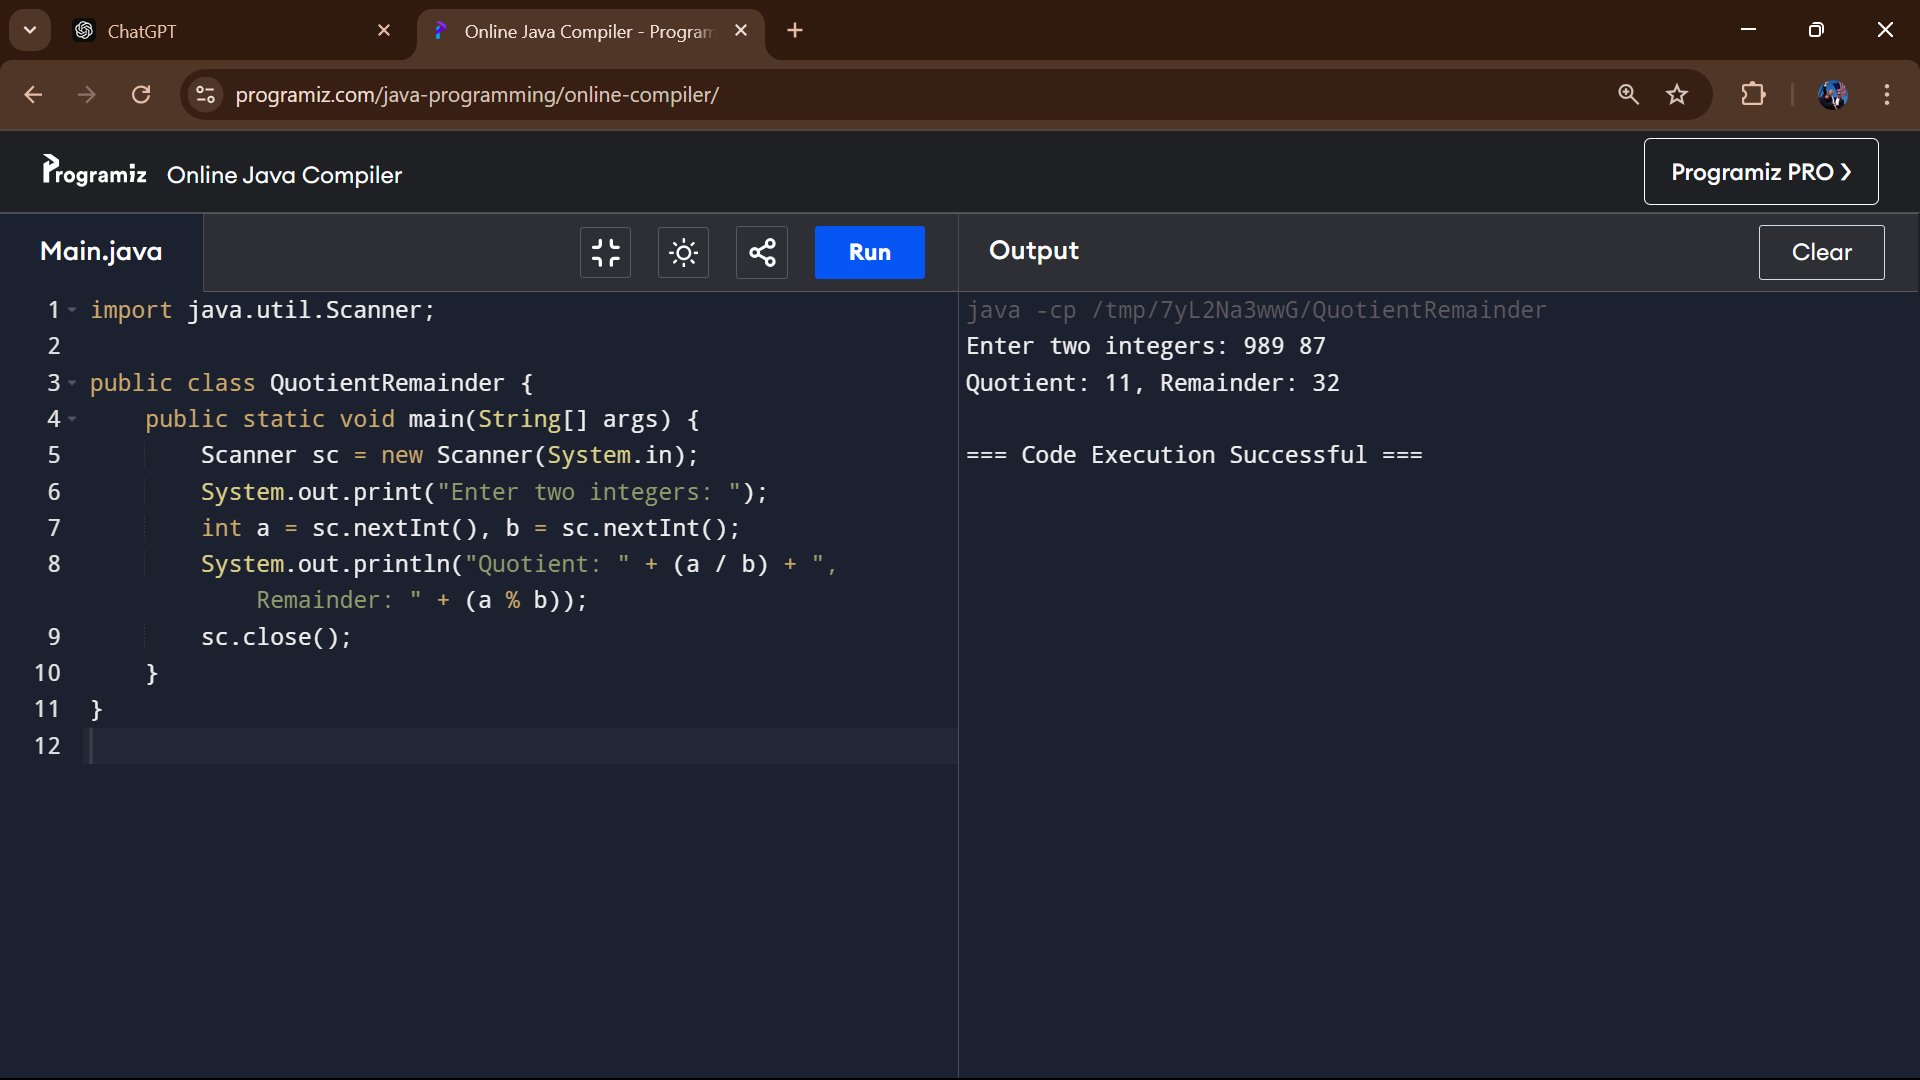 ChatGPT
Online Java Compiler - Program
programiz.com/java-programming/online-compiler/
Programiz Online Java Compiler
Programiz PRO ❯
Main.java
Run
Output
Clear
1 import java.util.Scanner;
2
3 public class QuotientRemainder {
4     public static void main(String[] args) {
5         Scanner sc = new Scanner(System.in);
6         System.out.print("Enter two integers: ");
7         int a = sc.nextInt(), b = sc.nextInt();
8         System.out.println("Quotient: " + (a / b) + ",
            Remainder: " + (a % b));
9         sc.close();
10     }
11 }
12
java -cp /tmp/7yL2Na3wwG/QuotientRemainder
Enter two integers: 989 87
Quotient: 11, Remainder: 32
=== Code Execution Successful ===